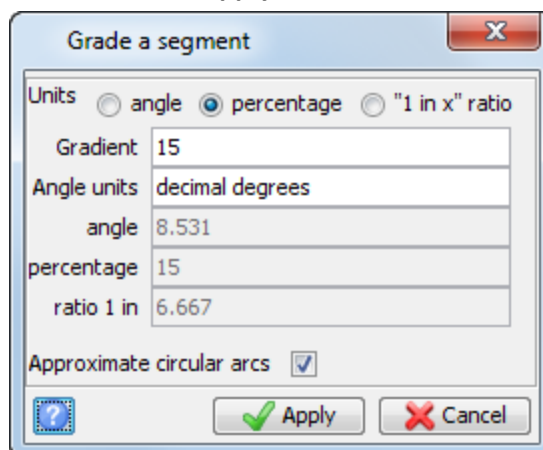 Grade a segment
Units angle percentage "1 in x" ratio
Gradient 15
Angle units decimal degrees
angle 8.531
percentage 15
ratio 1 in 6.667
Approximate circular arcs
? Apply Cancel